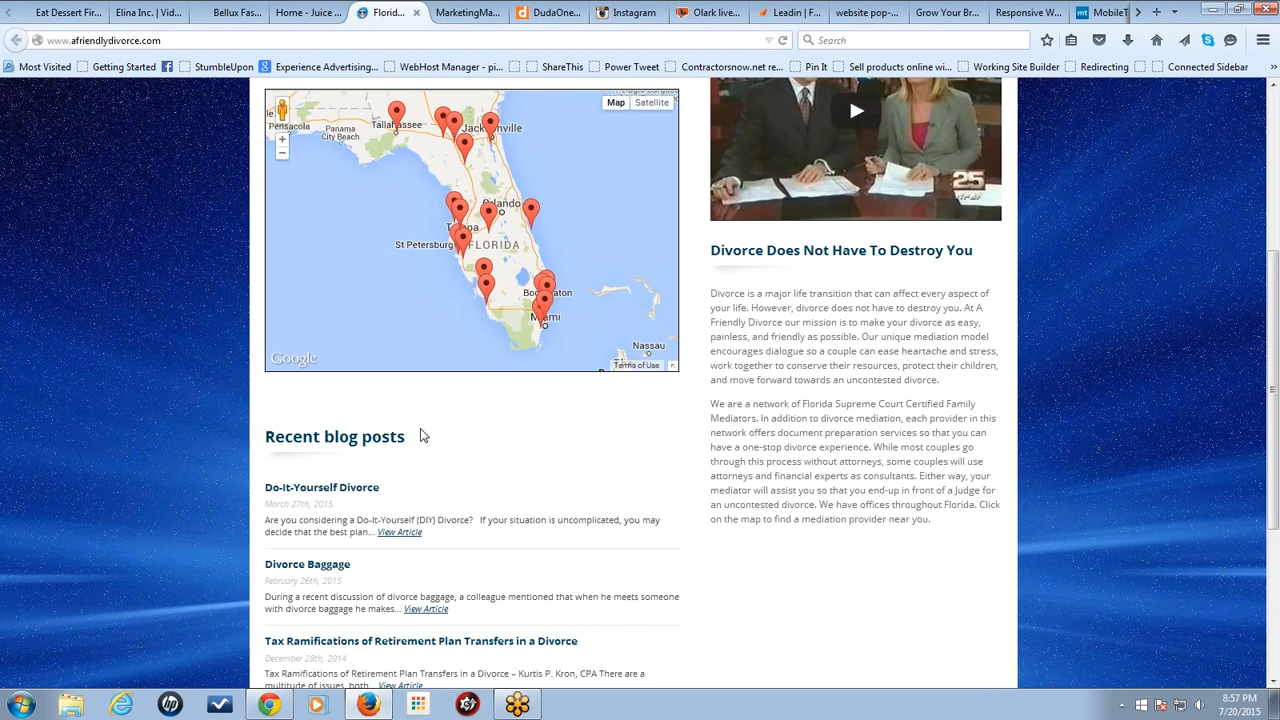 Eat Dessert Fir...
Elina Inc. | Vid...
Bellux Fas...
Home - Juice ...
Florid...
MarketingMa...
DudaOne...
Instagram
Olark live...
Leadin | F...
website pop-...
Grow Your Br...
Responsive W...
MobileT
www.afriendlydivorce.com
Search
Most Visited
Getting Started
StumbleUpon
Experience Advertising...
WebHost Manager - pi...
ShareThis
Power Tweet
Contractorsnow.net re...
Pin It
Sell products online wi...
Working Site Builder
Redirecting
Connected Sidebar
Map
Satellite
Pensacola
Panama
City Beach
Tallahassee
Jacksonville
Orlando
Tampa
St Petersburg
FLORIDA
Boca Raton
Miami
Nassau
Google
Terms of Use
25
Divorce Does Not Have To Destroy You
Divorce is a major life transition that can affect every aspect of
your life. However, divorce does not have to destroy you. At A
Friendly Divorce our mission is to make your divorce as easy,
painless, and friendly as possible. Our unique mediation model
encourages dialogue so a couple can ease heartache and stress,
work together to conserve their resources, protect their children,
and move forward towards an uncontested divorce.
We are a network of Florida Supreme Court Certified Family
Mediators. In addition to divorce mediation, each provider in this
network offers document preparation services so that you can
have a one-stop divorce experience. While most couples go
through this process without attorneys, some couples will use
attorneys and financial experts as consultants. Either way, your
mediator will assist you so that you end-up in front of a Judge for
an uncontested divorce. We have offices throughout Florida. Click
on the map to find a mediation provider near you.
Recent blog posts
Do-It-Yourself Divorce
March 27th, 2015
Are you considering a Do-It-Yourself (DIY) Divorce? If your situation is uncomplicated, you may
decide that the best plan... View Article
Divorce Baggage
February 26th, 2015
During a recent discussion of divorce baggage, a colleague mentioned that when he meets someone
with divorce baggage he makes... View Article
Tax Ramifications of Retirement Plan Transfers in a Divorce
December 28th, 2014
Tax Ramifications of Retirement Plan Transfers in a Divorce – Kurtis P. Kron, CPA There are a
multitude of issues, both... View Article
8:57 PM
7/20/2015